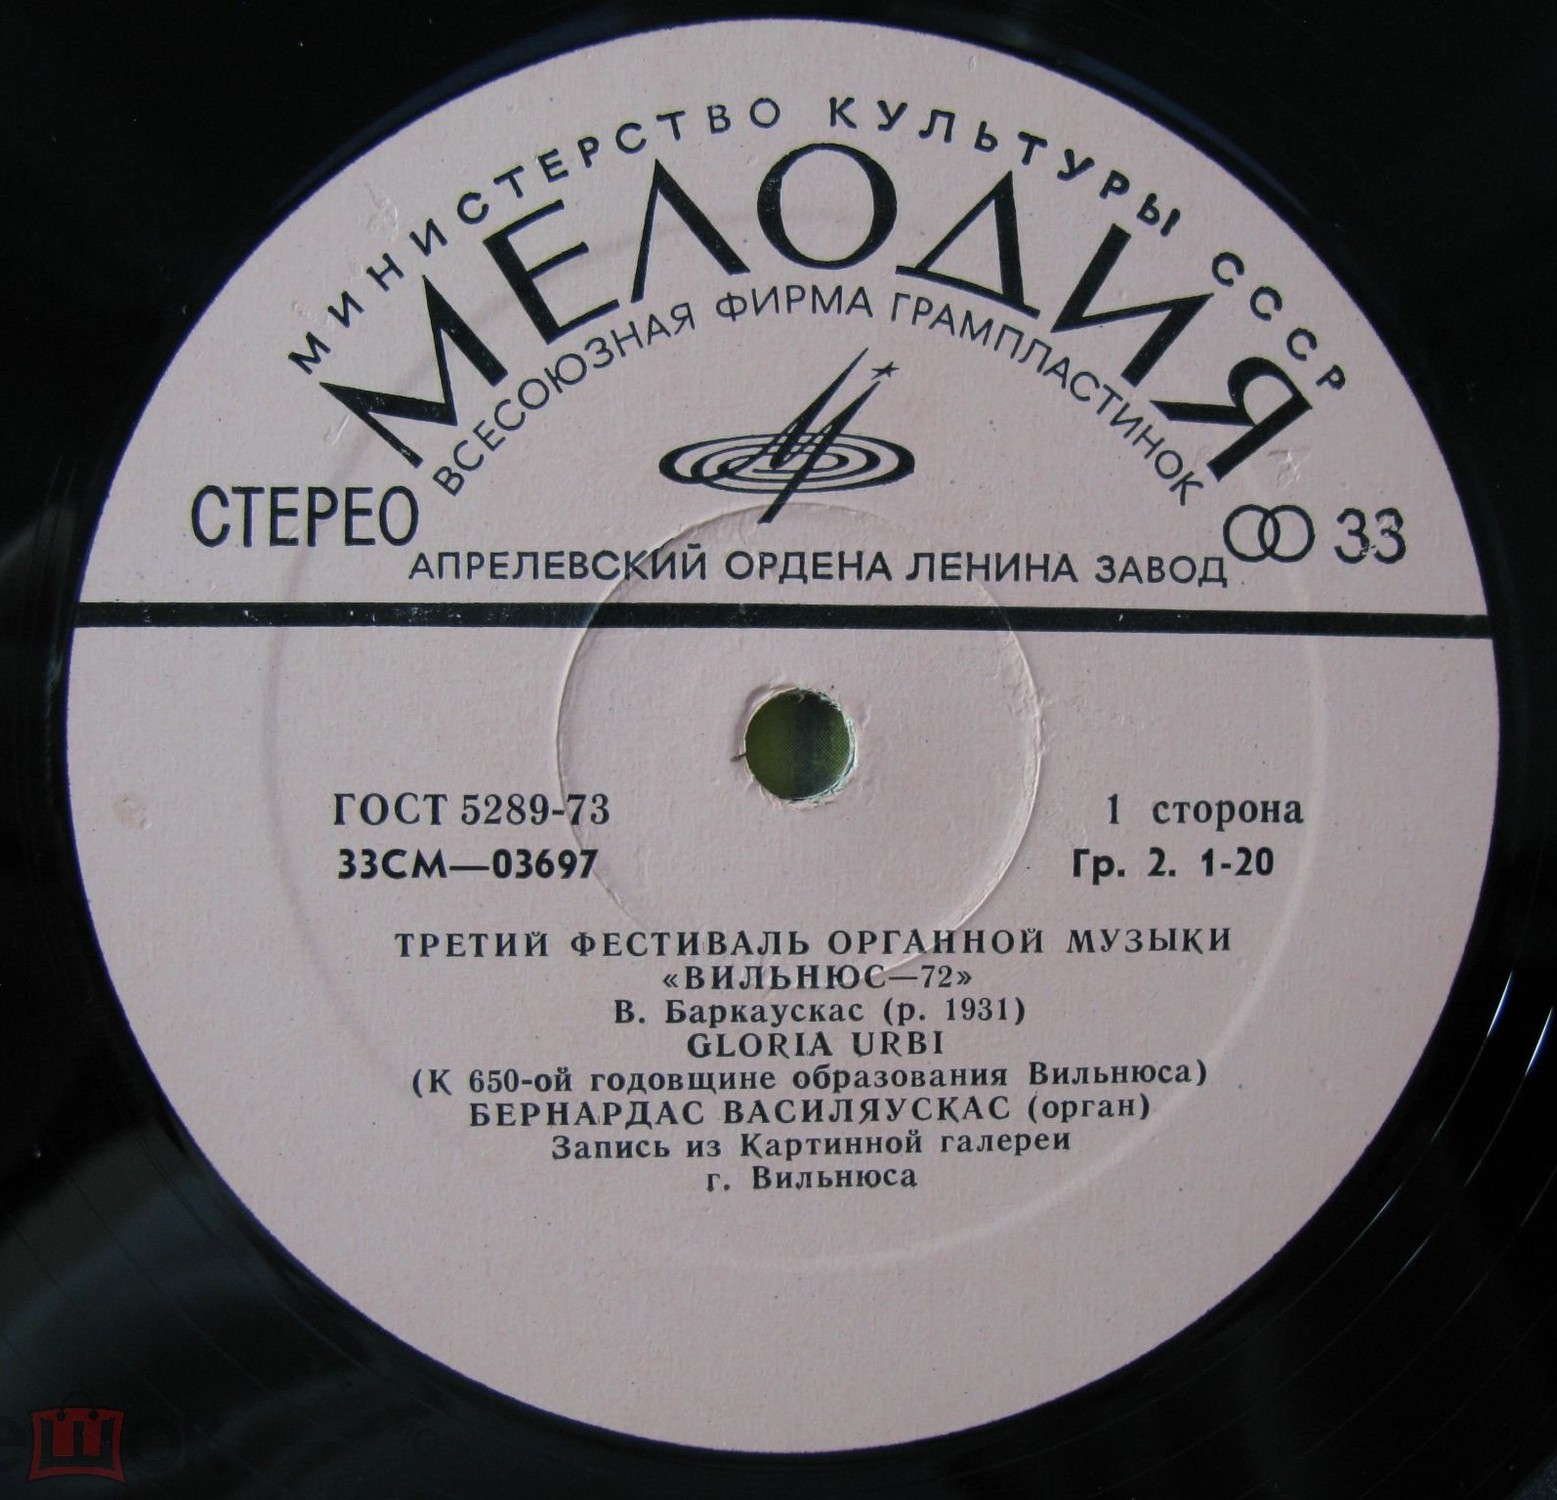 МИНИСТЕРСТВО КУЛЬТУРЫ СССР
МЕЛОДИЯ
ВСЕСОЮЗНАЯ ФИРМА ГРАМПЛАСТИНОК
СТЕРЕО
33
АПРЕЛЕВСКИЙ ОРДЕНА ЛЕНИНА ЗАВОД
ГОСТ 5289-73
1 сторона
33СМ—03697
Гр. 2. 1-20
ТРЕТИЙ ФЕСТИВАЛЬ ОРГАННОЙ МУЗЫКИ
«ВИЛЬНЮС—72»
В. Баркаускас (р. 1931)
GLORIA URBI
(К 650-ой годовщине образования Вильнюса)
БЕРНАРДАС ВАСИЛЯУСКАС (орган)
Запись из Картинной галереи
г. Вильнюса